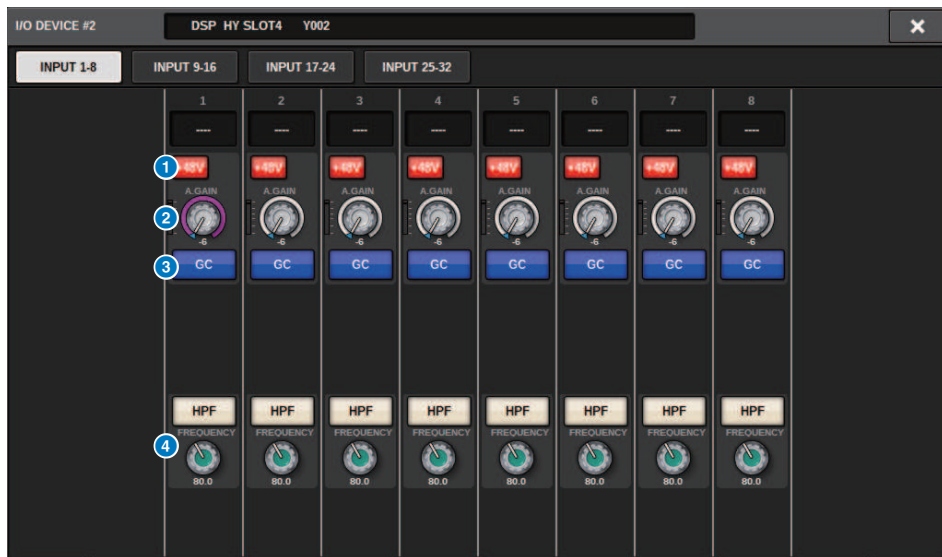 I/O DEVICE #2 DSP HY SLOT4 Y002 ×
INPUT 1-8 INPUT 9-16 INPUT 17-24 INPUT 25-32
1 2 3 4 5 6 7 8
---- ---- ---- ---- ---- ---- ---- ----
1 +48V +48V +48V +48V +48V +48V +48V +48V
A.GAIN A.GAIN A.GAIN A.GAIN A.GAIN A.GAIN A.GAIN A.GAIN
2
-6 -6 -6 -6 -6 -6 -6 -6
3 GC GC GC GC GC GC GC GC
HPF HPF HPF HPF HPF HPF HPF HPF
FREQUENCY FREQUENCY FREQUENCY FREQUENCY FREQUENCY FREQUENCY FREQUENCY FREQUENCY
4
80.0 80.0 80.0 80.0 80.0 80.0 80.0 80.0